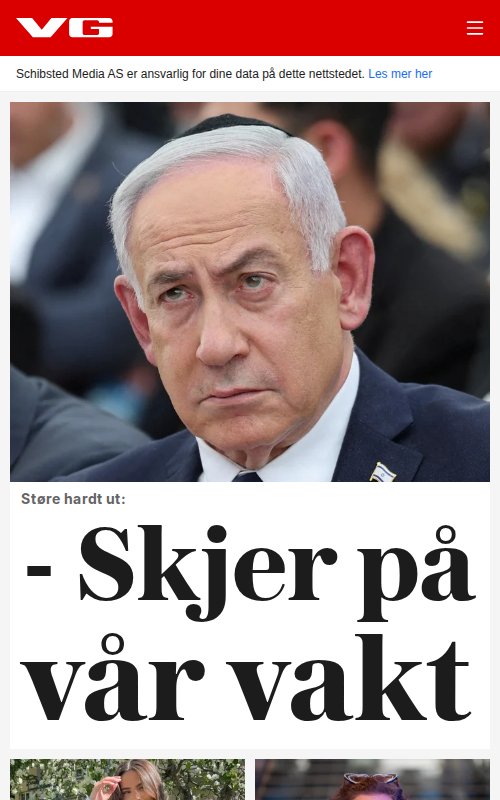 VG
Schibsted Media AS er ansvarlig for dine data på dette nettstedet. Les mer her
Støre hardt ut:
- Skjer på
vår vakt